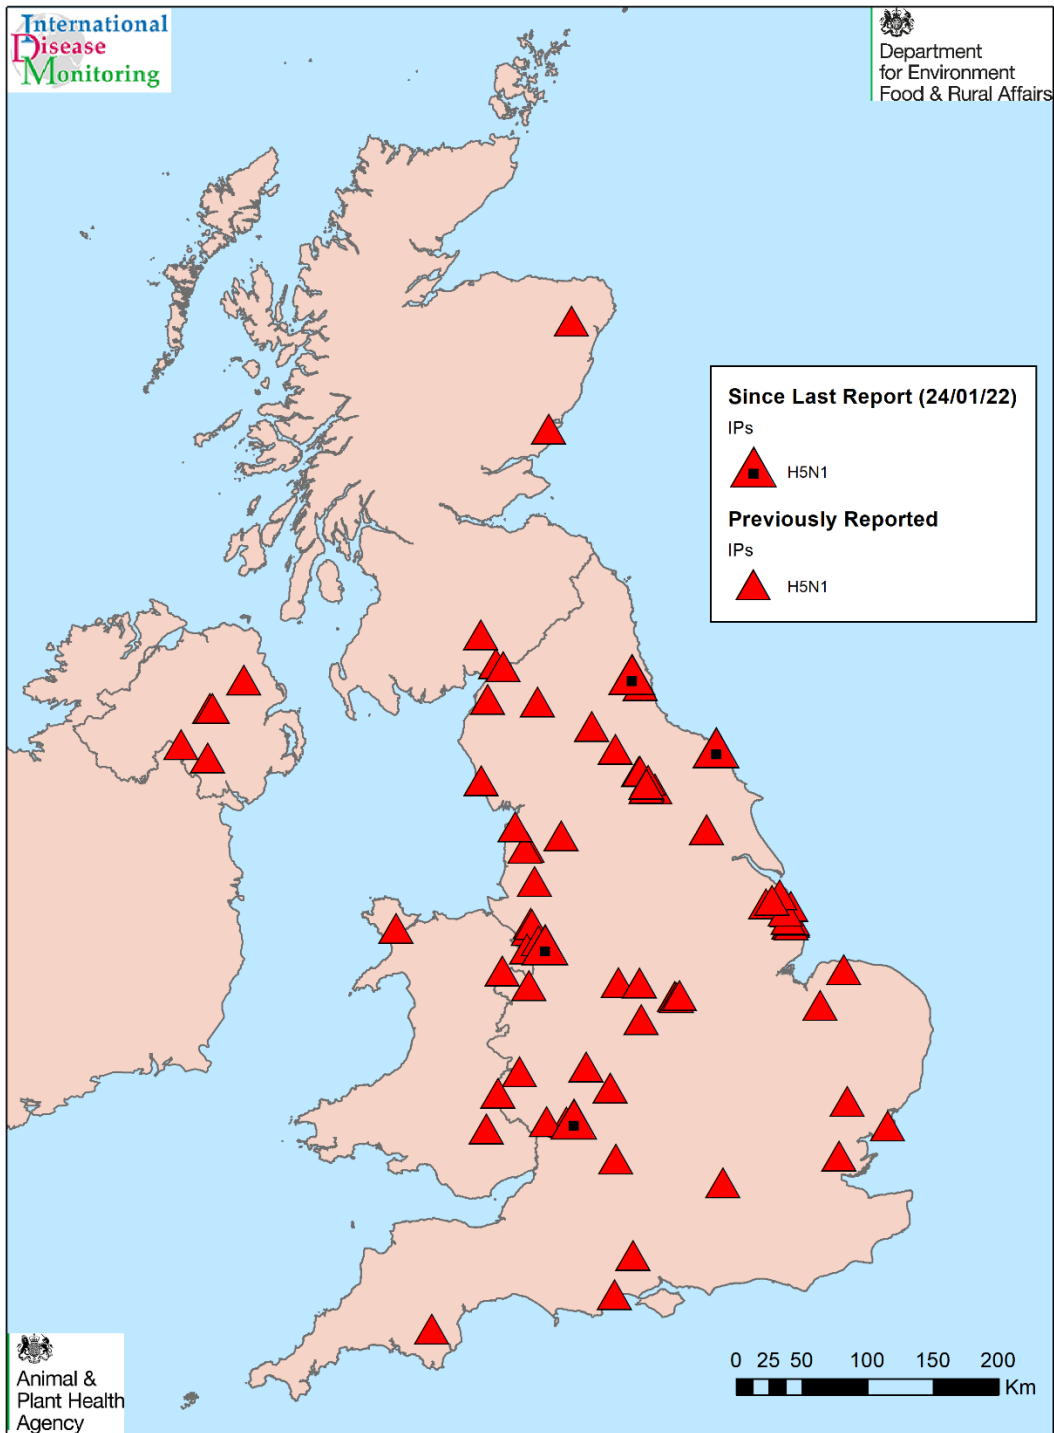 International
Disease
Monitoring
Department
for Environment
Food & Rural Affairs
Since Last Report (24/01/22)
IPs
H5N1
Previously Reported
IPs
H5N1
Animal &
Plant Health
Agency
0 25 50 100 150 200
Km